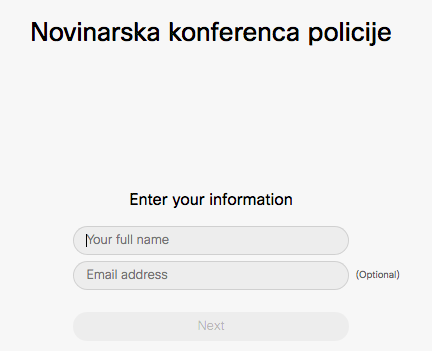 Novinarska konferenca policije
Enter your information
Your full name
Email address
(Optional)
Next